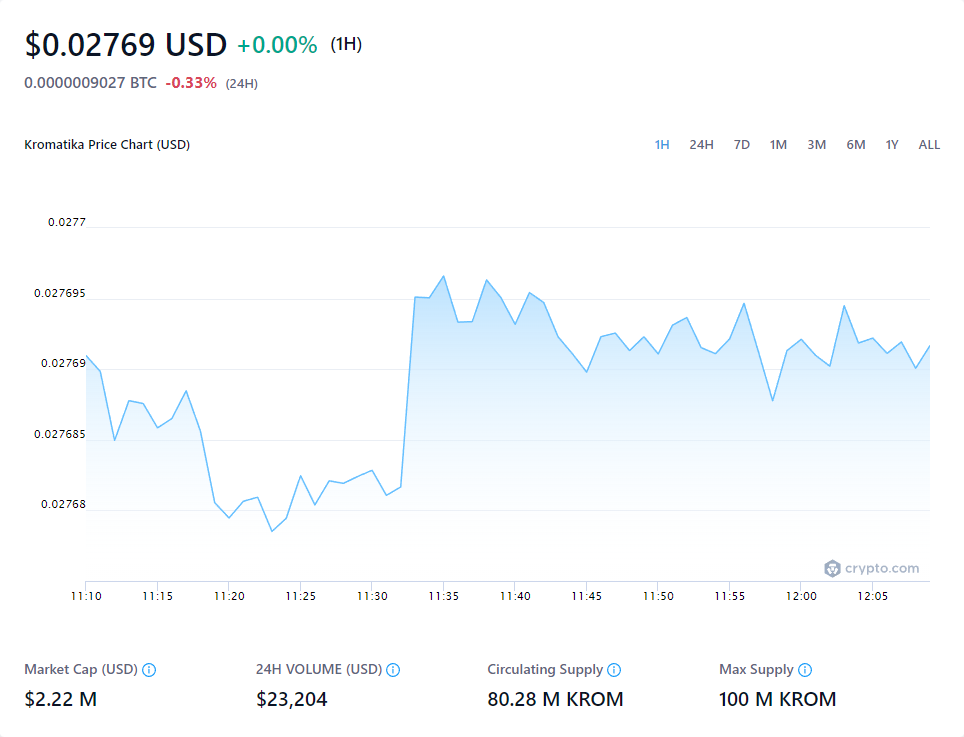 $0.02769 USD +0.00% (1H)
0.0000009027 BTC -0.33% (24H)
Kromatika Price Chart (USD) 1H 24H 7D 1M 3M 6M 1Y ALL
0.0277
0.027695
0.02769
0.027685
0.02768
crypto.com
11:10 11:15 11:20 11:25 11:30 11:35 11:40 11:45 11:50 11:55 12:00 12:05
Market Cap (USD) 24H VOLUME (USD) Circulating Supply Max Supply
$2.22 M $23,204 80.28 M KROM 100 M KROM